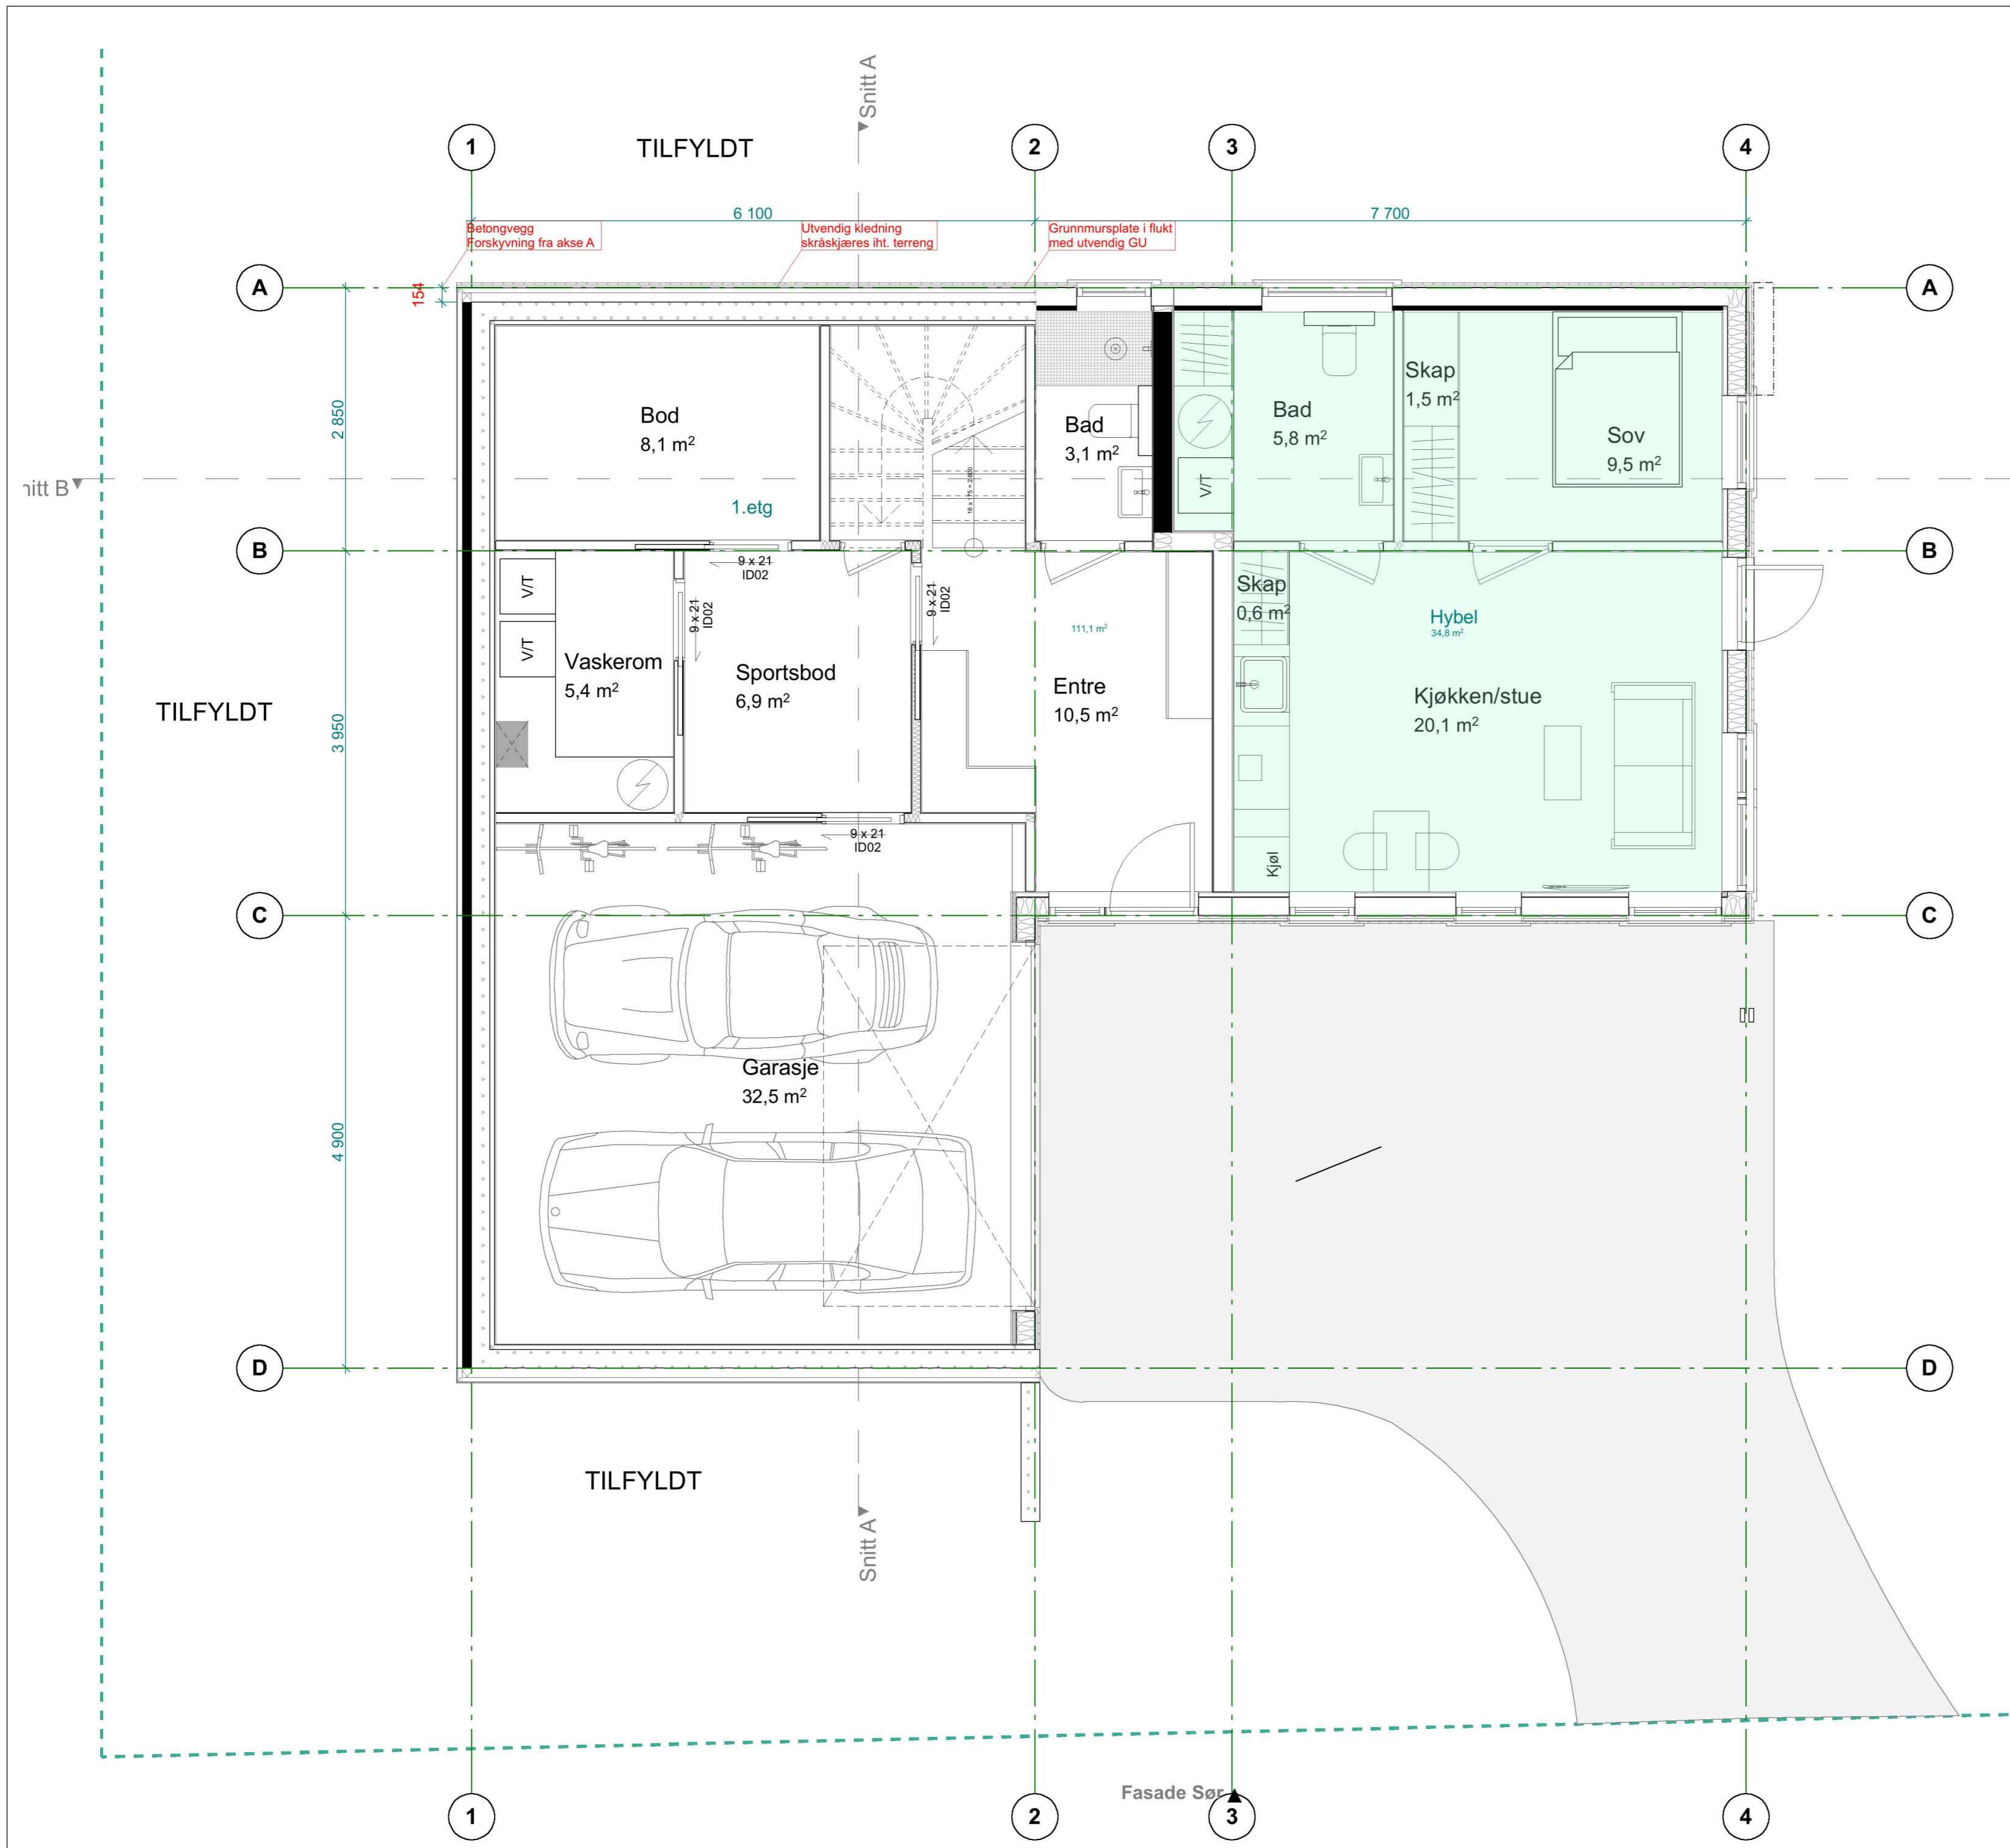 Snitt A
TILFYLDT
1
2
3
4
6 100
7 700
Betongvegg
Forskyvning fra akse A
Utvendig kledning
skråskjæres iht. terreng
Grunnmursplate i flukt
med utvendig GU
A
154
A
Bod
8,1 m²
Bad
3,1 m²
Bad
5,8 m²
Skap
1,5 m²
Sov
9,5 m²
2 850
V/T
16 x 175 = 2 800
nitt B
1.etg
B
B
9 x 21
ID02
V/T
V/T
9 x 21
ID02
9 x 21
ID02
Skap
0,6 m²
Hybel
34,8 m²
111,1 m²
Vaskerom
5,4 m²
Sportsbod
6,9 m²
Entre
10,5 m²
Kjøkken/stue
20,1 m²
TILFYLDT
3 950
9 x 21
ID02
Kjøl
C
C
Garasje
32,5 m²
4 900
D
D
TILFYLDT
Snitt A
Fasade Sør
1
2
3
4